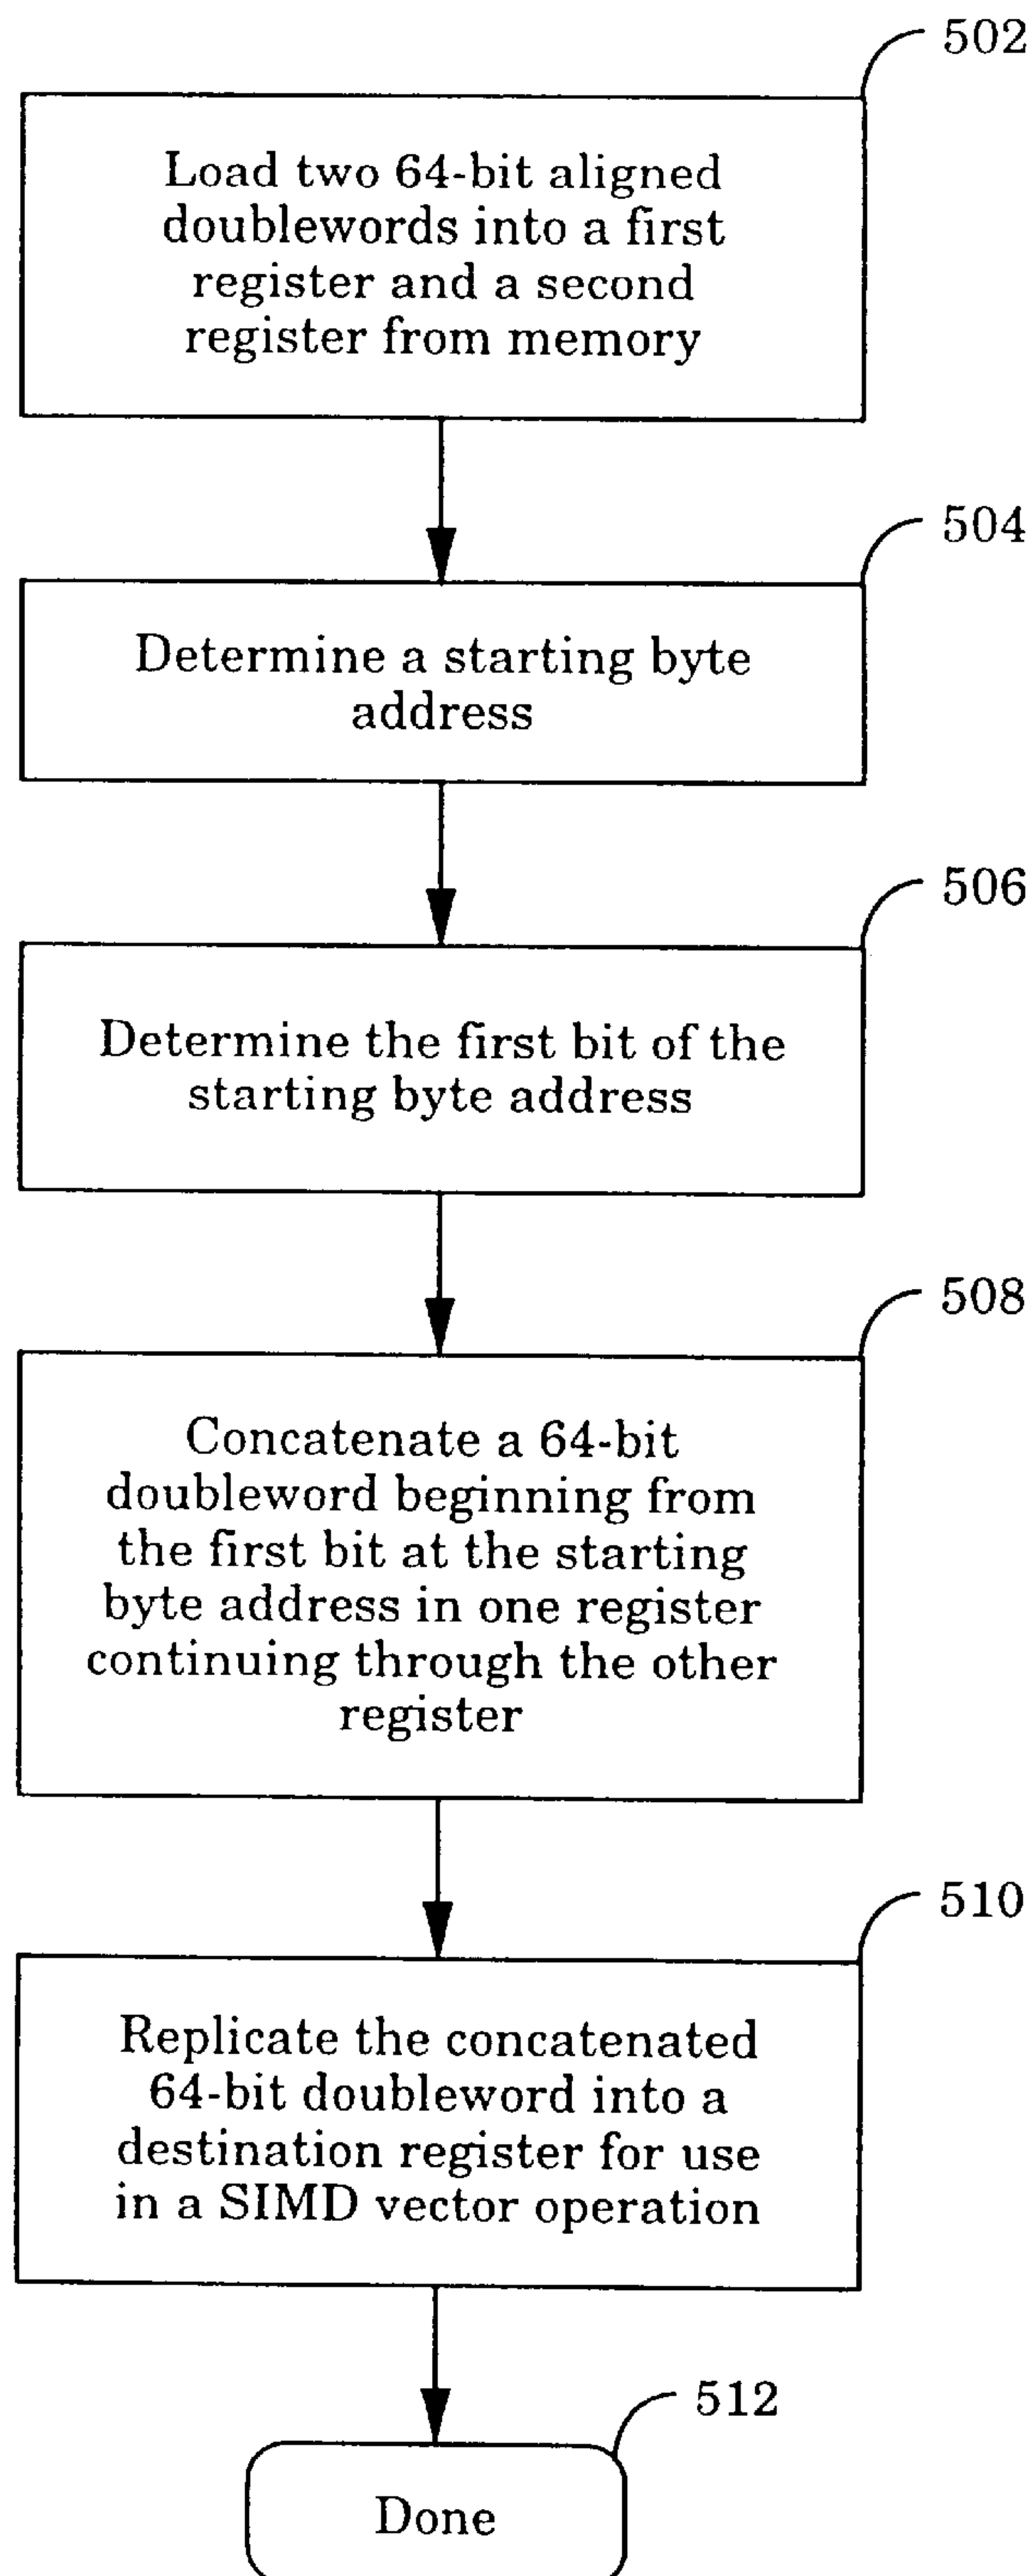 502
Load two 64-bit aligned
doublewords into a first
register and a second
register from memory
504
Determine a starting byte
address
506
Determine the first bit of the
starting byte address
508
Concatenate a 64-bit
doubleword beginning from
the first bit at the starting
byte address in one register
continuing through the other
register
510
Replicate the concatenated
64-bit doubleword into a
destination register for use
in a SIMD vector operation
512
Done